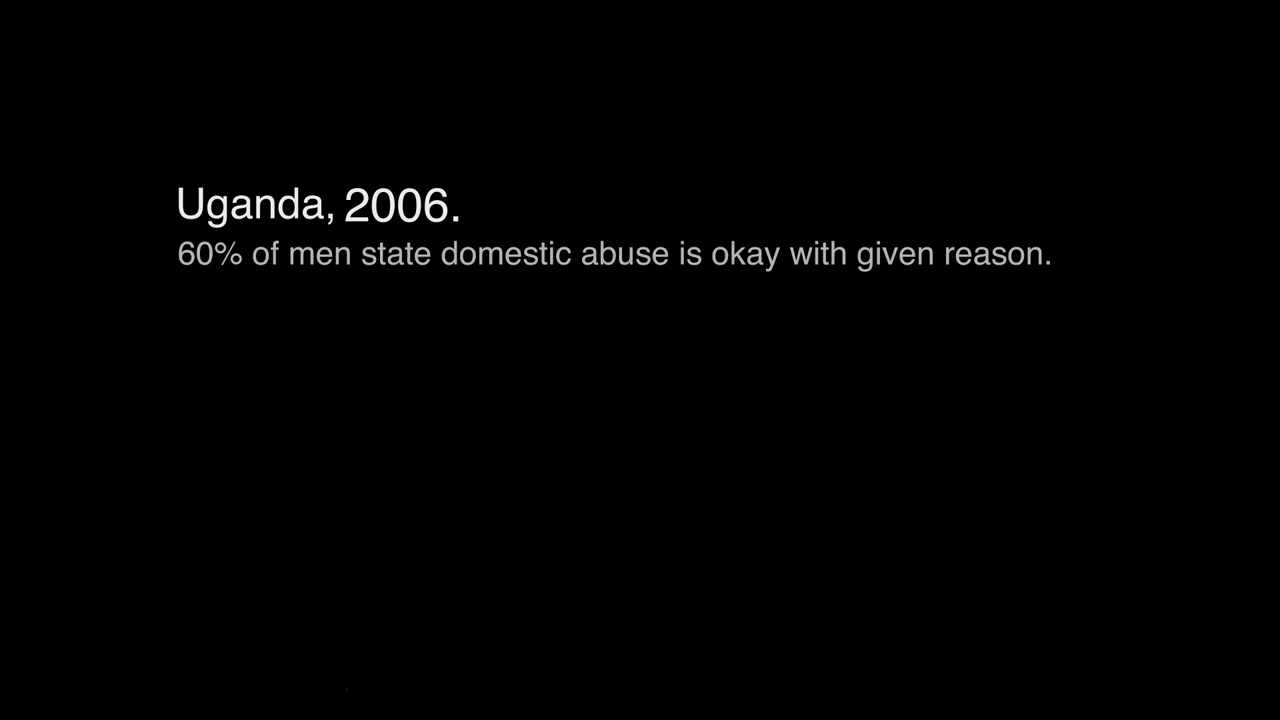 Uganda, 2006.
60% of men state domestic abuse is okay with given reason.